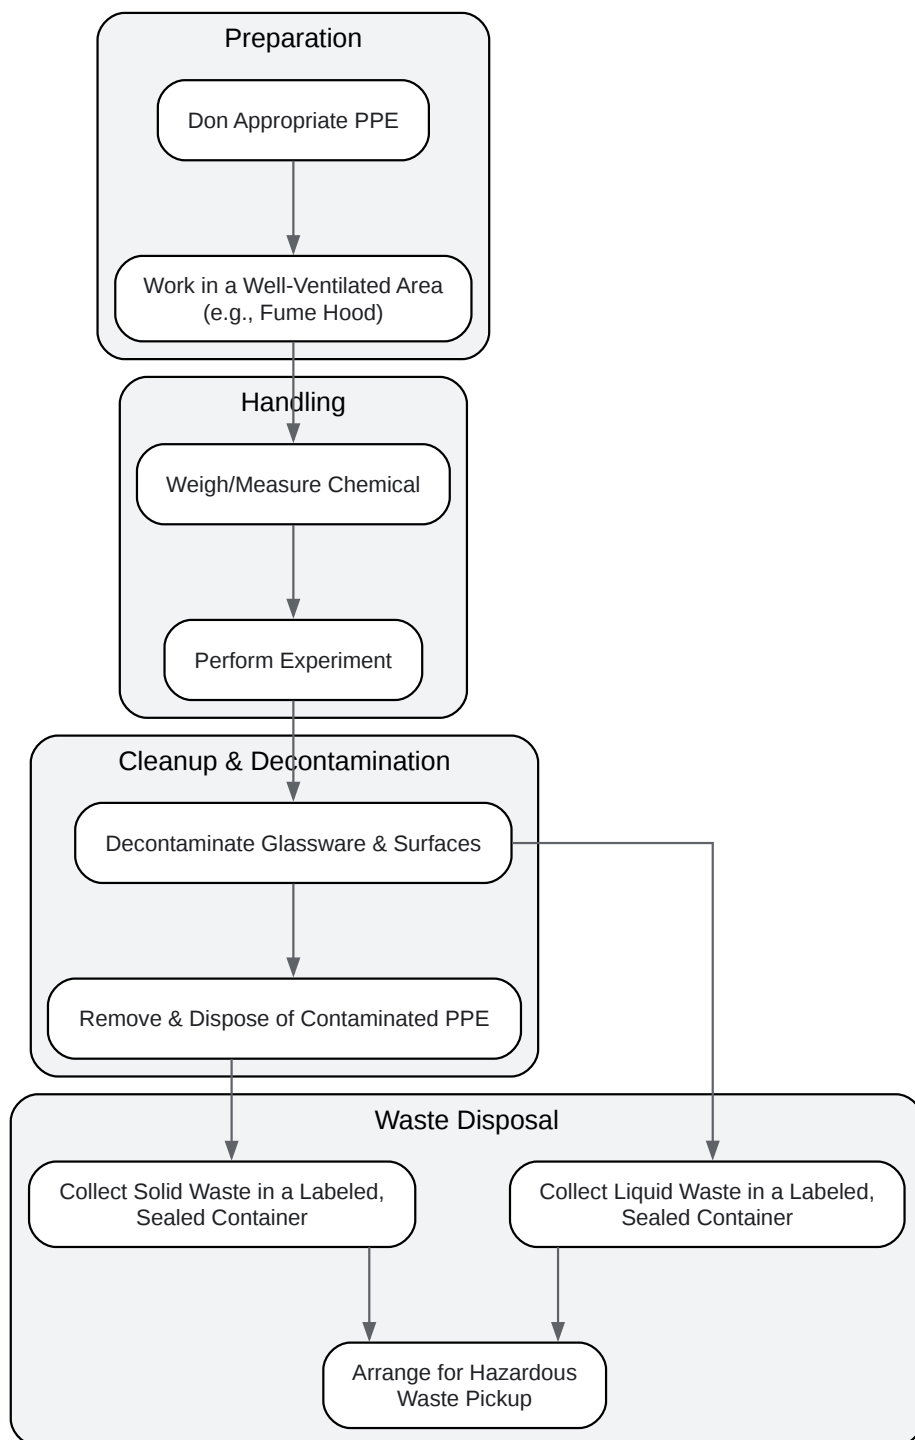 Preparation
Don Appropriate PPE
Work in a Well-Ventilated Area
(e.g., Fume Hood)
Handling
Weigh/Measure Chemical
Perform Experiment
Cleanup & Decontamination
Decontaminate Glassware & Surfaces
Remove & Dispose of Contaminated PPE
Waste Disposal
Collect Solid Waste in a Labeled,
Sealed Container
Collect Liquid Waste in a Labeled,
Sealed Container
Arrange for Hazardous
Waste Pickup